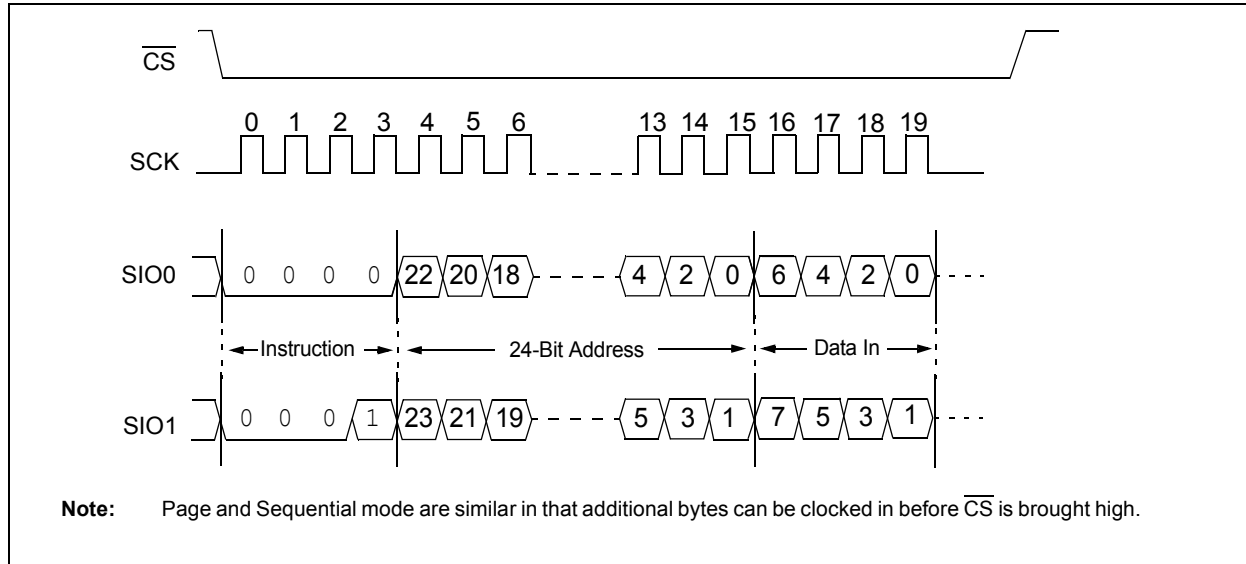 CS
0 1 2 3 4 5 6 13 14 15 16 17 18 19
SCK
SIO0 0 0 0 0 22 20 18 4 2 0 6 4 2 0
Instruction 24-Bit Address Data In
SIO1 0 0 0 1 23 21 19 5 3 1 7 5 3 1
Note: Page and Sequential mode are similar in that additional bytes can be clocked in before CS is brought high.